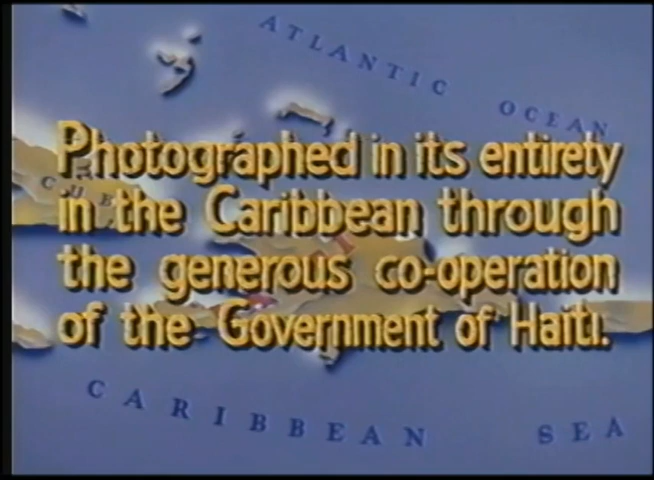 ATLANTIC OCEAN
Photographed in its entirety
CUB
in the Caribbean through
the generous co-operation
of the Government of Haiti.
CARIBBEAN SEA